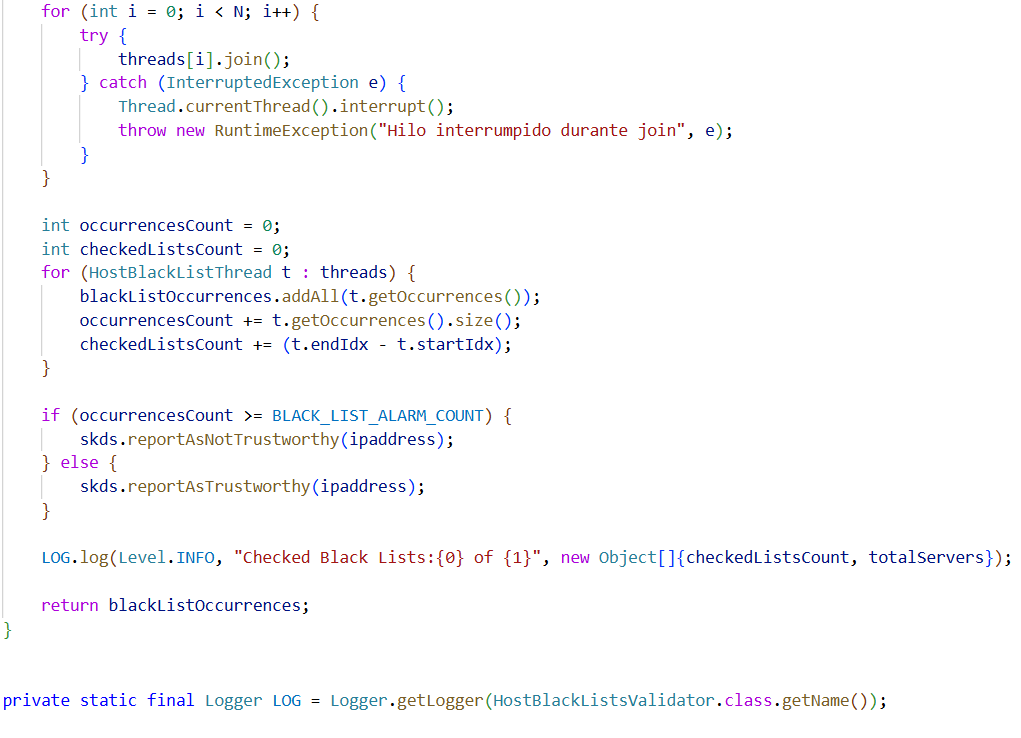 for (int i = 0; i < N; i++) {
    try {
        threads[i].join();
    } catch (InterruptedException e) {
        Thread.currentThread().interrupt();
        throw new RuntimeException("Hilo interrumpido durante join", e);
    }
}

int occurrencesCount = 0;
int checkedListsCount = 0;
for (HostBlackListThread t : threads) {
    blackListOccurrences.addAll(t.getOccurrences());
    occurrencesCount += t.getOccurrences().size();
    checkedListsCount += (t.endIdx - t.startIdx);
}

if (occurrencesCount >= BLACK_LIST_ALARM_COUNT) {
    skds.reportAsNotTrustworthy(ipaddress);
} else {
    skds.reportAsTrustworthy(ipaddress);
}

LOG.log(Level.INFO, "Checked Black Lists:{0} of {1}", new Object[]{checkedListsCount, totalServers});

return blackListOccurrences;
}

private static final Logger LOG = Logger.getLogger(HostBlackListsValidator.class.getName());